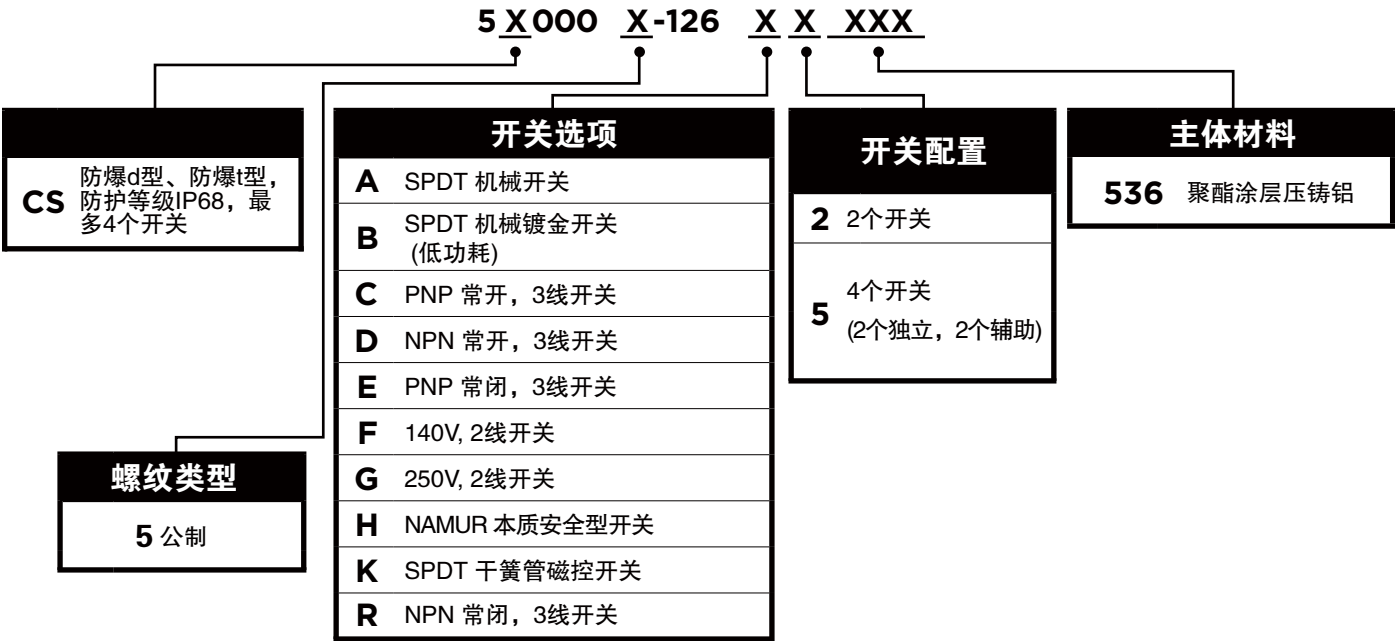 5 X 000 X -126 X X XXX
CS 防爆d型、防爆t型，
防护等级IP68，最
多4个开关
螺纹类型
5 公制
开关选项
A SPDT 机械开关
B SPDT 机械镀金开关
(低功耗)
C PNP 常开，3线开关
D NPN 常开，3线开关
E PNP 常闭，3线开关
F 140V, 2线开关
G 250V, 2线开关
H NAMUR 本质安全型开关
K SPDT 干簧管磁控开关
R NPN 常闭，3线开关
开关配置
2 2个开关
5 4个开关
(2个独立，2个辅助)
主体材料
536 聚酯涂层压铸铝